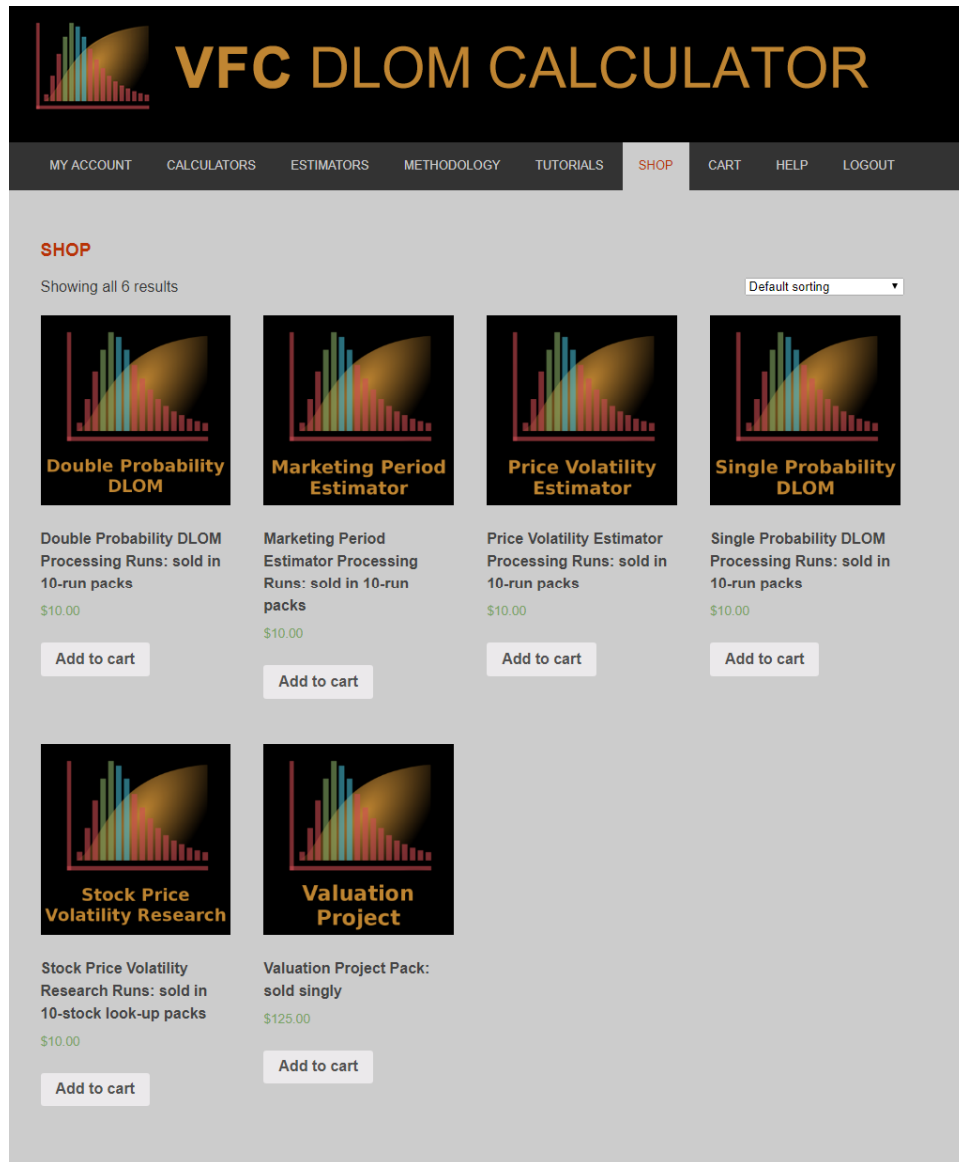 VFC DLOM CALCULATOR
MY ACCOUNT CALCULATORS ESTIMATORS METHODOLOGY TUTORIALS SHOP CART HELP LOGOUT
SHOP
Showing all 6 results
Default sorting
Double Probability
DLOM
Marketing Period
Estimator
Price Volatility
Estimator
Single Probability
DLOM
Double Probability DLOM
Processing Runs: sold in
10-run packs
$10.00
Add to cart
Marketing Period
Estimator Processing
Runs: sold in 10-run
packs
$10.00
Add to cart
Price Volatility Estimator
Processing Runs: sold in
10-run packs
$10.00
Add to cart
Single Probability DLOM
Processing Runs: sold in
10-run packs
$10.00
Add to cart
Stock Price
Volatility Research
Valuation
Project
Stock Price Volatility
Research Runs: sold in
10-stock look-up packs
$10.00
Add to cart
Valuation Project Pack:
sold singly
$125.00
Add to cart